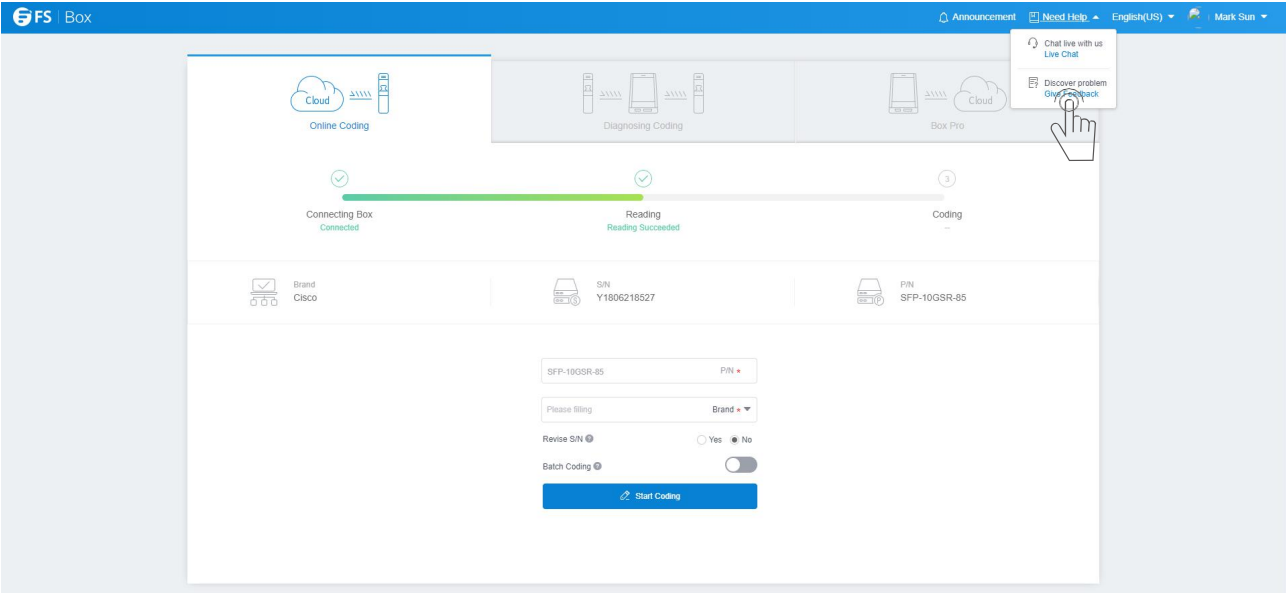 FS | Box
Announcement
Need Help
English(US)
Mark Sun
Chat live with us
Live Chat
Discover problem
Give Feedback
Cloud
Online Coding
Diagnosing Coding
Cloud
Box Pro
3
Connecting Box
Connected
Reading
Reading Succeeded
Coding
--
Brand
Cisco
S/N
Y1806218527
P/N
SFP-10GSR-85
SFP-10GSR-85 P/N *
Please filling Brand *
Revise S/N Yes No
Batch Coding
Start Coding